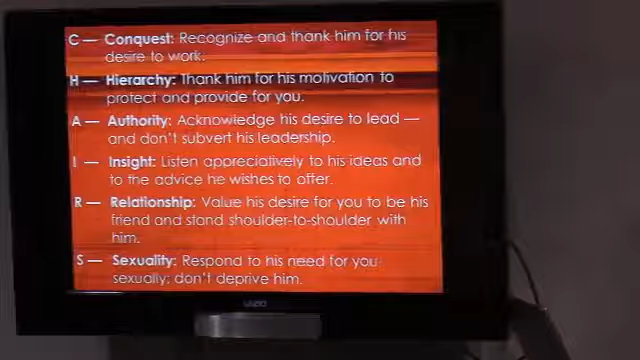 C — Conquest: Recognize and thank him for his
desire to work.
H — Hierarchy: Thank him for his motivation to
protect and provide for you.
A — Authority: Acknowledge his desire to lead —
and don't subvert his leadership.
I — Insight: Listen appreciatively to his ideas and
to the advice he wishes to offer.
R — Relationship: Value his desire for you to be his
friend and stand shoulder-to-shoulder with
him.
S — Sexuality: Respond to his need for you
sexually; don't deprive him.
VIZIO